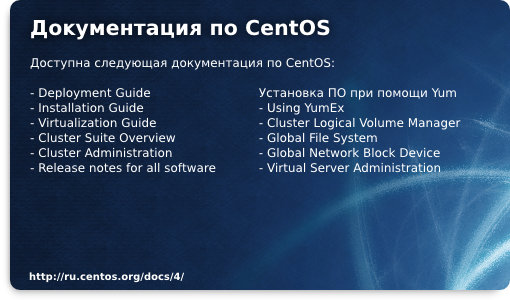 Документация по CentOS
Доступна следующая документация по CentOS:
- Deployment Guide
- Installation Guide
- Virtualization Guide
- Cluster Suite Overview
- Cluster Administration
- Release notes for all software
Установка ПО при помощи Yum
- Using YumEx
- Cluster Logical Volume Manager
- Global File System
- Global Network Block Device
- Virtual Server Administration
http://ru.centos.org/docs/4/